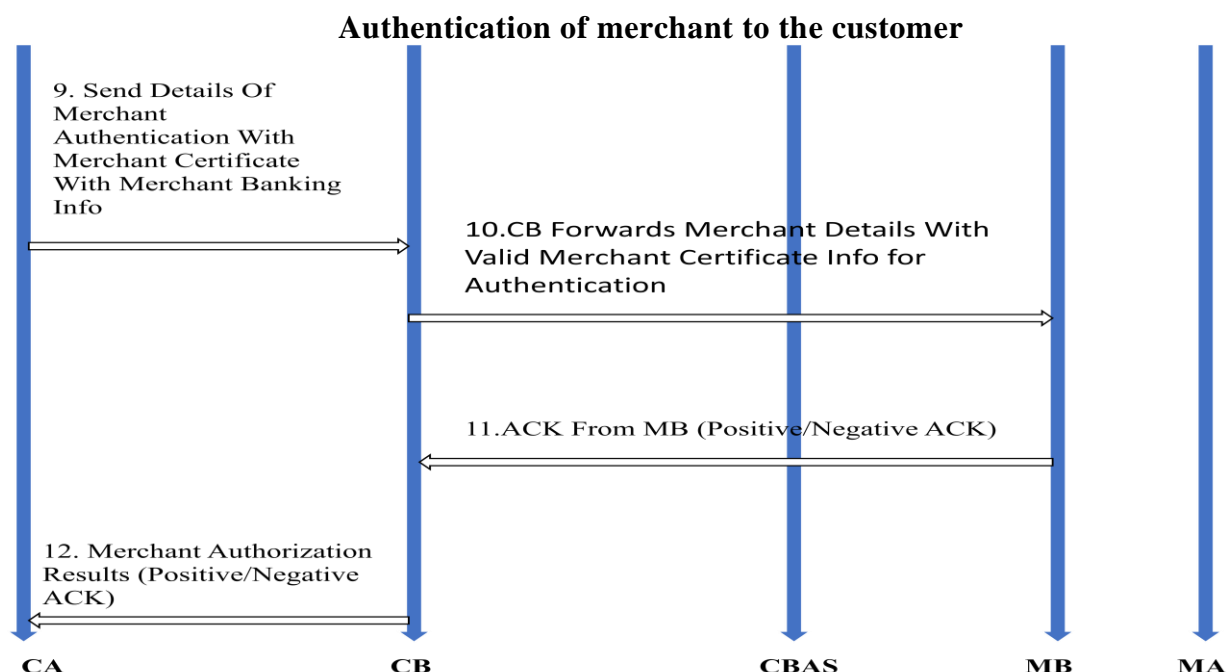 Authentication of merchant to the customer
9. Send Details Of
Merchant
Authentication With
Merchant Certificate
With Merchant Banking
Info
10.CB Forwards Merchant Details With
Valid Merchant Certificate Info for
Authentication
11.ACK From MB (Positive/Negative ACK)
12. Merchant Authorization
Results (Positive/Negative
ACK)
CA CB CBAS MB MA